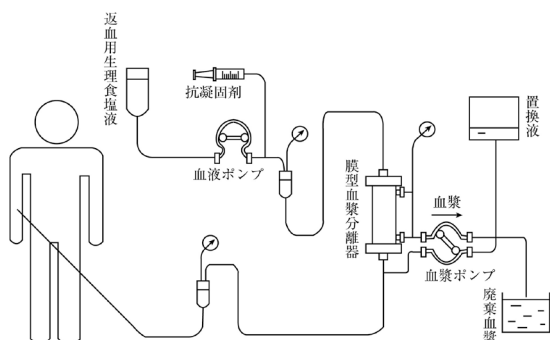 返血用生理食塩液
抗凝固剤
血液ポンプ
膜型血漿分離器
置換液
血漿
血漿ポンプ
廃棄血漿